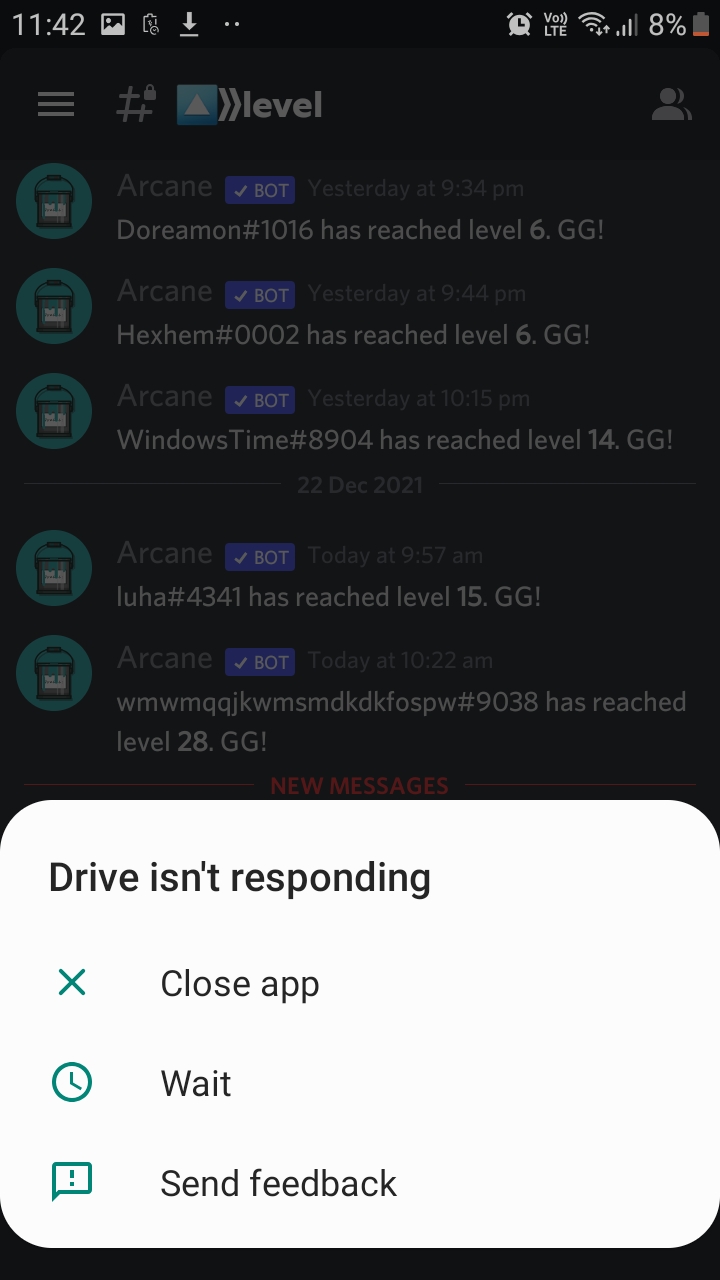 11:42 Vo)) LTE 8%
level
Arcane ✓ BOT Yesterday at 9:34 pm
Doreamon#1016 has reached level 6. GG!
Arcane ✓ BOT Yesterday at 9:44 pm
Hexhem#0002 has reached level 6. GG!
Arcane ✓ BOT Yesterday at 10:15 pm
WindowsTime#8904 has reached level 14. GG!
22 Dec 2021
Arcane ✓ BOT Today at 9:57 am
luha#4341 has reached level 15. GG!
Arcane ✓ BOT Today at 10:22 am
wmwmqqjkwmsmdkdkfospw#9038 has reached
level 28. GG!
NEW MESSAGES
Drive isn't responding
Close app
Wait
Send feedback